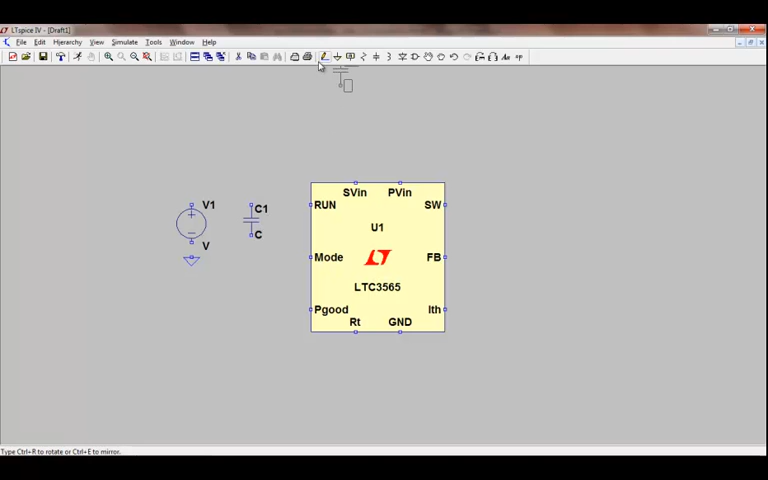 LTspice IV - [Draft1]
File Edit Hierarchy View Simulate Tools Window Help
V1
V
C1
C
SVin PVin
RUN SW
U1
Mode FB
LTC3565
Pgood Ith
Rt GND
Type Ctrl+R to rotate or Ctrl+E to mirror.